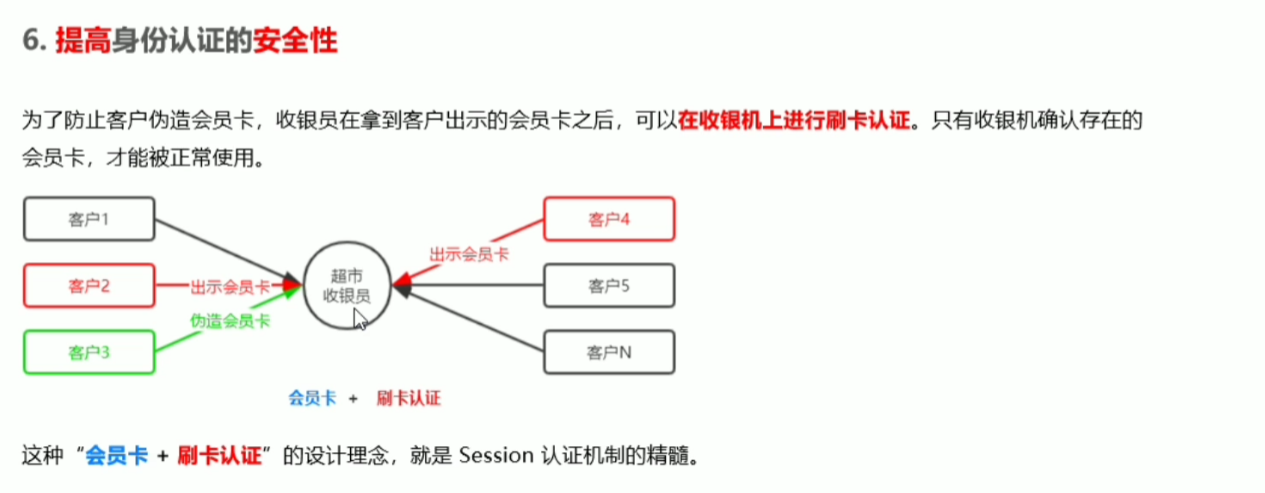 6. 提高身份认证的安全性
为了防止客户伪造会员卡，收银员在拿到客户出示的会员卡之后，可以在收银机上进行刷卡认证。只有收银机确认存在的
会员卡，才能被正常使用。
客户1
客户4
出示会员卡
客户2
出示会员卡
超市
收银员
客户5
伪造会员卡
客户3
客户N
会员卡 + 刷卡认证
这种“会员卡 + 刷卡认证”的设计理念，就是 Session 认证机制的精髓。